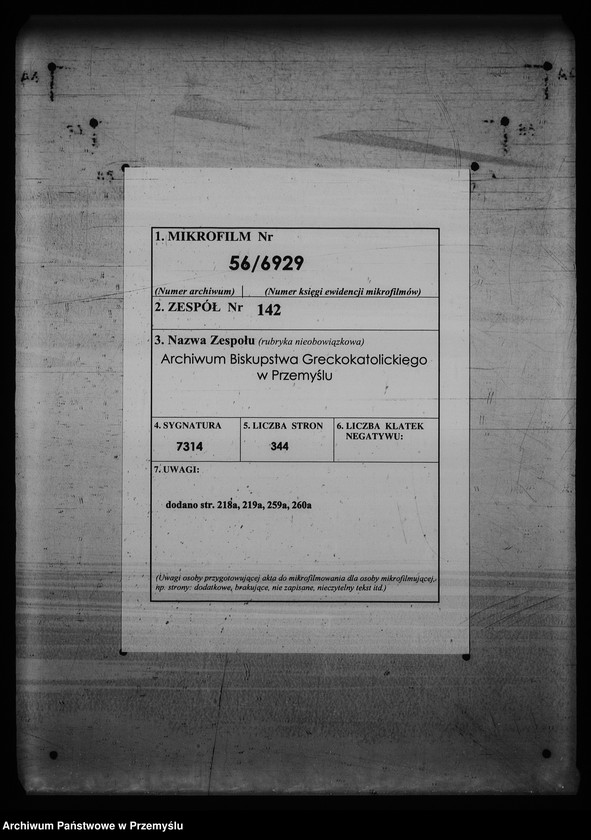 1. MIKROFILM Nr
56/6929
(Numer archiwum) (Numer księgi ewidencji mikrofilmów)
2. ZESPÓŁ Nr 142
3. Nazwa Zespołu (rubryka nieobowiązkowa)
Archiwum Biskupstwa Greckokatolickiego
w Przemyślu
4. SYGNATURA
7314
5. LICZBA STRON
344
6. LICZBA KLATEK
NEGATYWU:
7. UWAGI:
dodano str. 218a, 219a, 259a, 260a
(Uwagi osoby przygotowującej akta do mikrofilmowania dla osoby mikrofilmującej,
np. strony: dodatkowe, brakujące, nie zapisane, nieczytelny tekst itd.)
Archiwum Państwowe w Przemyślu